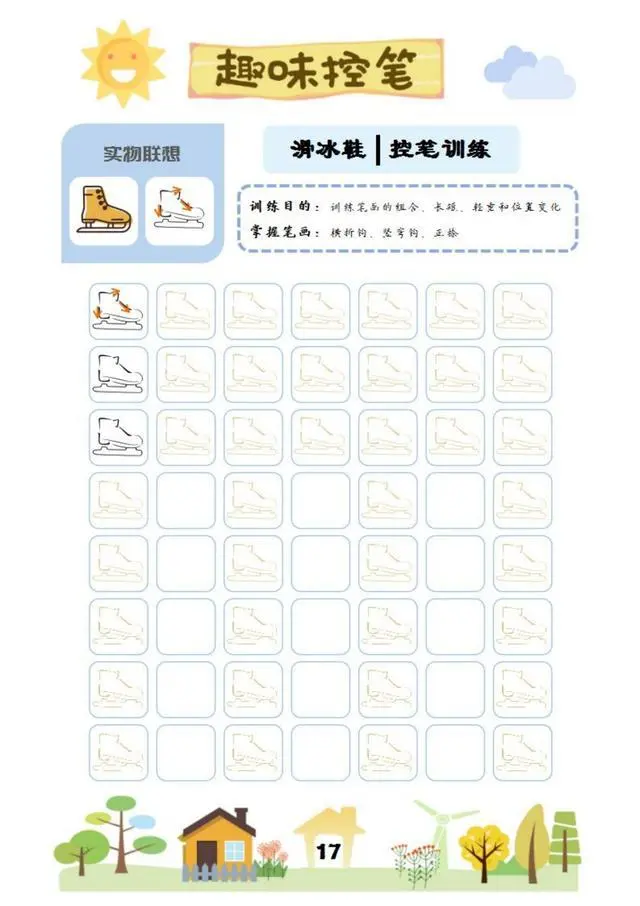 趣味控笔
实物联想
滑冰鞋|控笔训练
训练目的：训练笔画的组合、长短、轻重和位置变化
掌握笔画：横折钩、竖弯钩、正捺
17